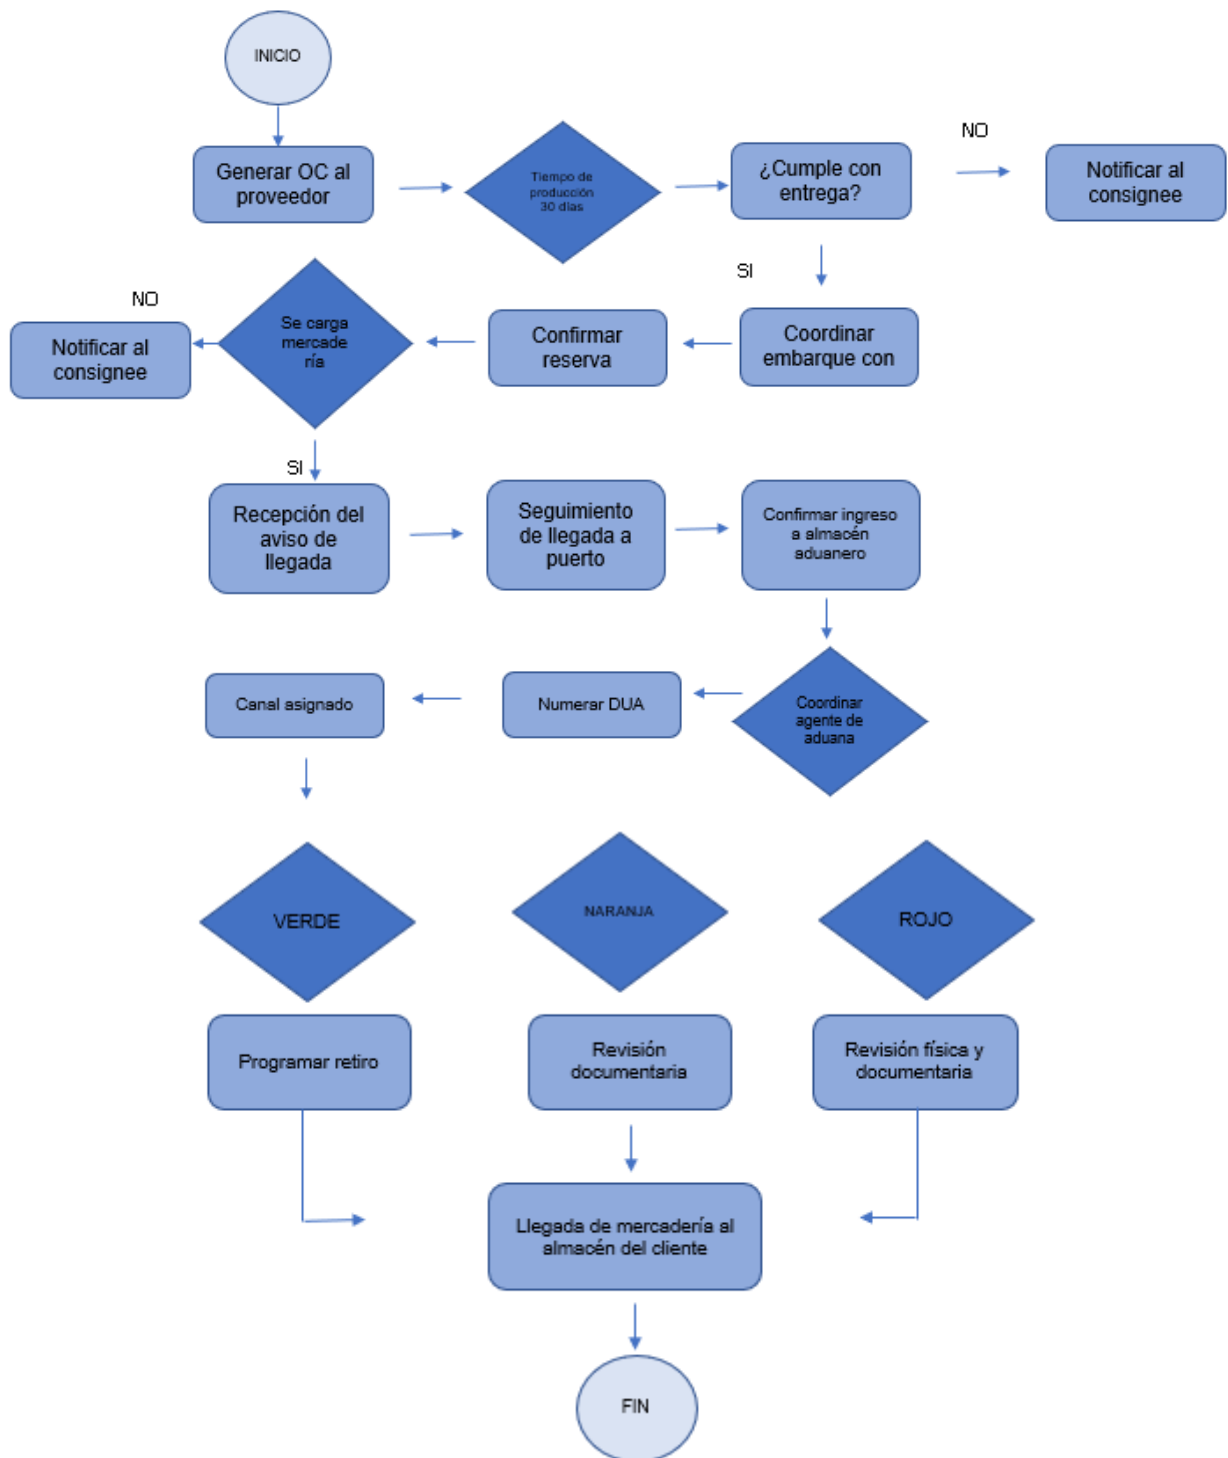 INICIO
Generar OC al
proveedor
Tiempo de
producción
30 días
¿Cumple con
entrega?
NO
Notificar al
consignee
SI
NO
Notificar al
consignee
Se carga
mercade
ría
Confirmar
reserva
Coordinar
embarque con
SI
Recepción del
aviso de
llegada
Seguimiento
de llegada a
puerto
Confirmar ingreso
a almacén
aduanero
Canal asignado
Numerar DUA
Coordinar
agente de
aduana
VERDE
NARANJA
ROJO
Programar retiro
Revisión
documentaria
Revisión física y
documentaria
Llegada de mercadería al
almacén del cliente
FIN